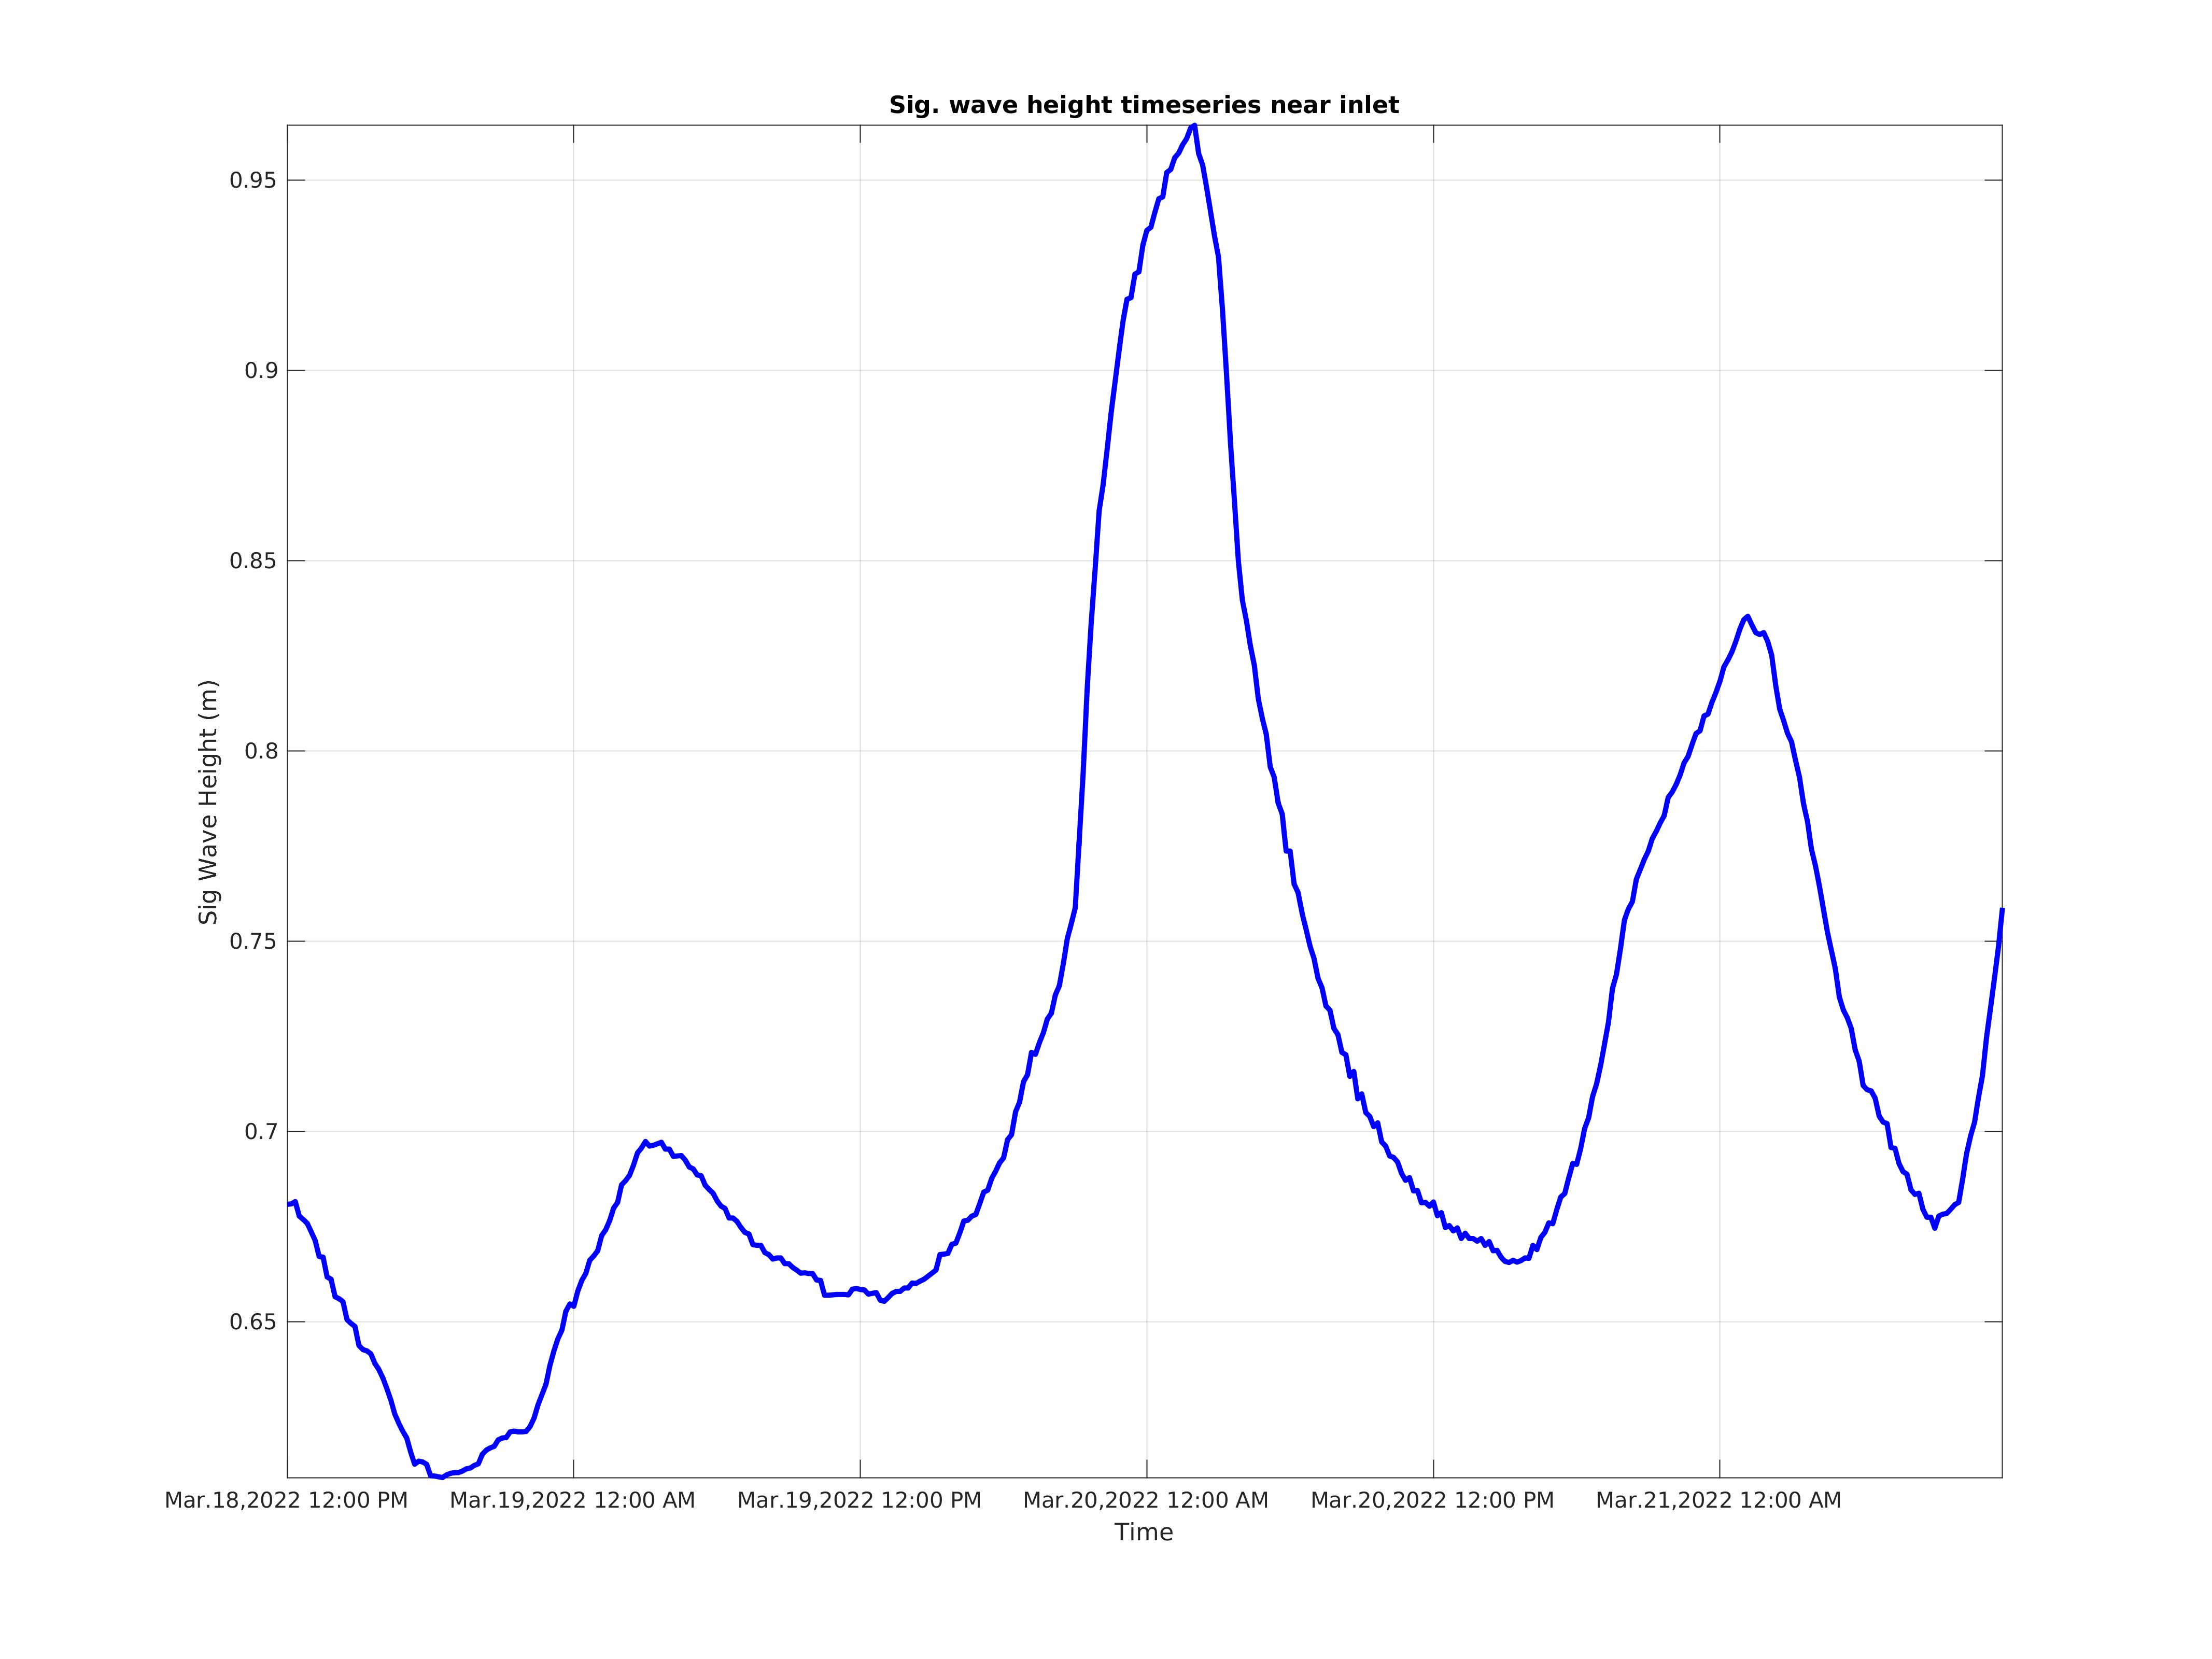 Sig. wave height timeseries near inlet
0.95
0.9
0.85
0.8
0.75
0.7
0.65
Sig Wave Height (m)
Mar.18,2022 12:00 PM Mar.19,2022 12:00 AM Mar.19,2022 12:00 PM Mar.20,2022 12:00 AM Mar.20,2022 12:00 PM Mar.21,2022 12:00 AM
Time